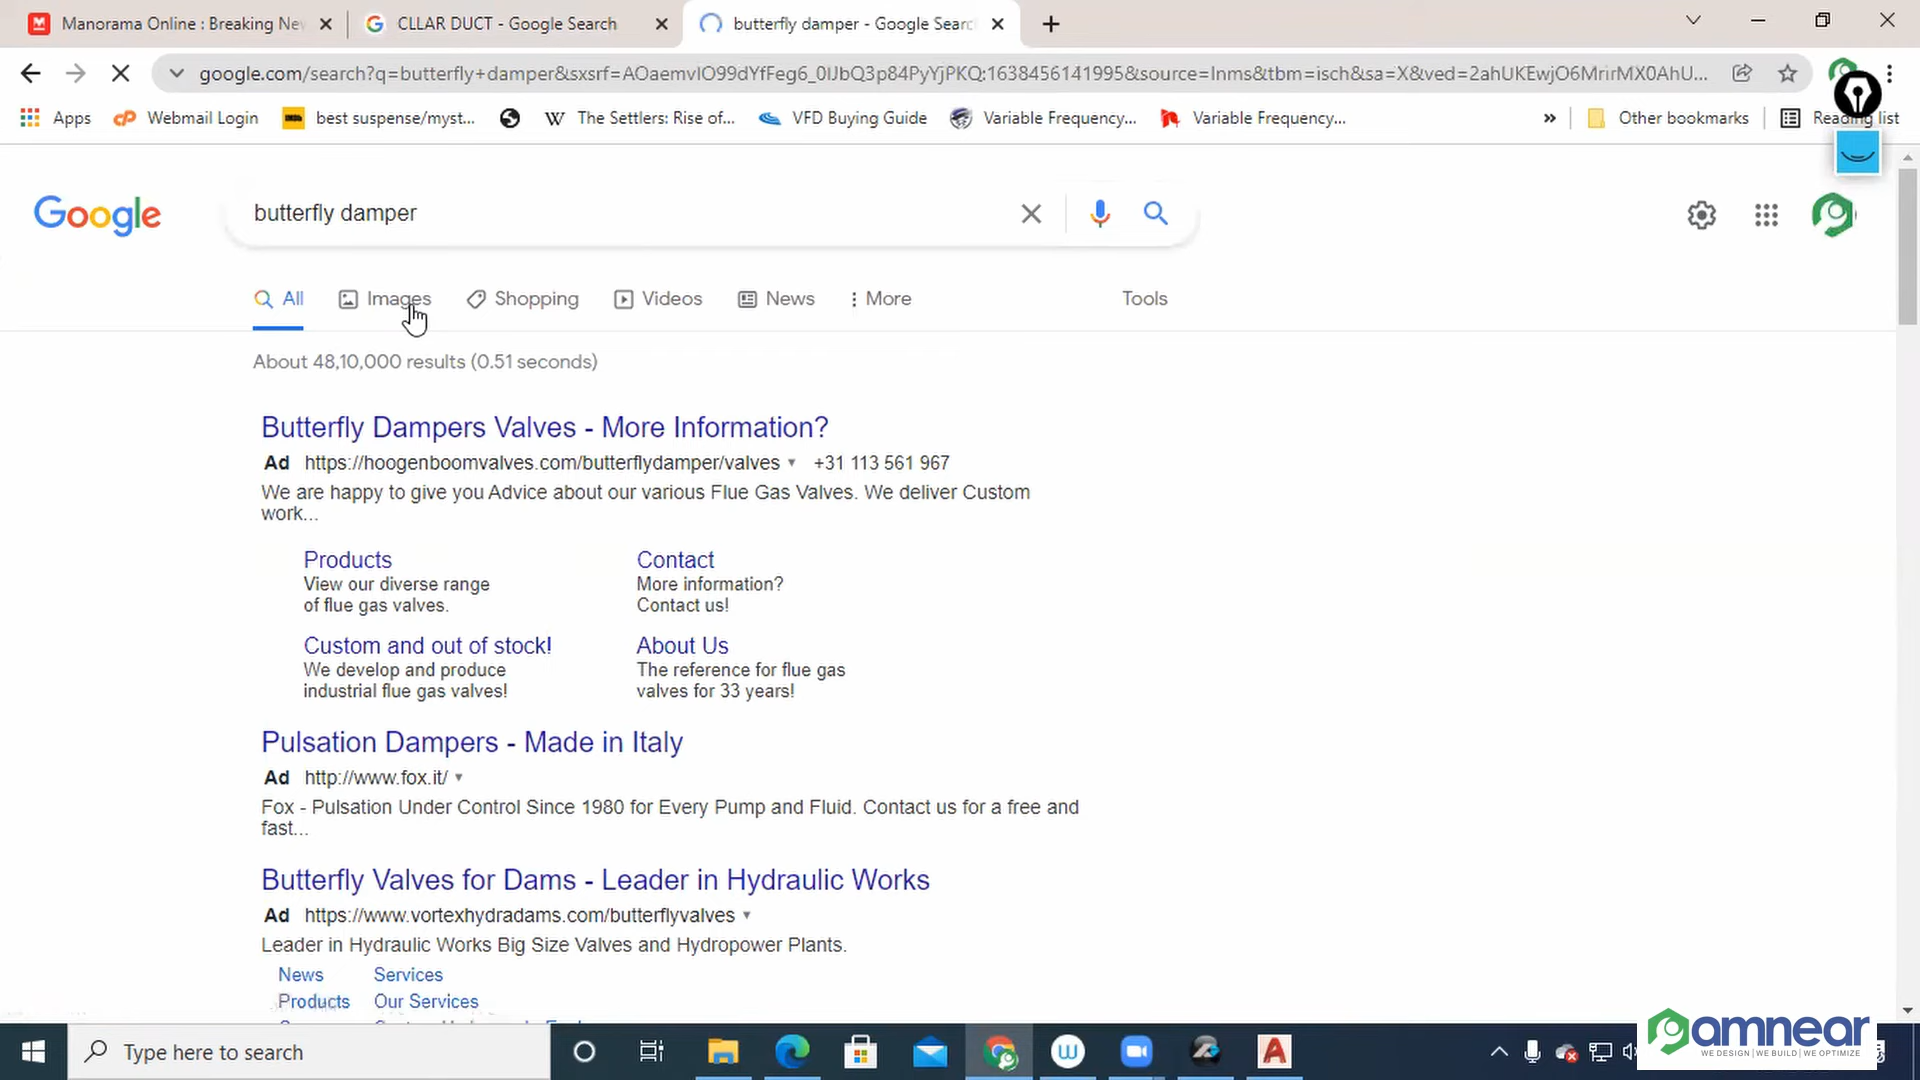 Manorama Online : Breaking Nev
CLLAR DUCT - Google Search
butterfly damper - Google Searc
google.com/search?q=butterfly+damper&sxsrf=AOaemvIO99dYfFeg6_0IJbQ3p84PyYjPKQ:1638456141995&source=lnms&tbm=isch&sa=X&ved=2ahUKEwjO6MrirMX0AhU...
Apps
Webmail Login
best suspense/myst...
The Settlers: Rise of...
VFD Buying Guide
Variable Frequency...
Variable Frequency...
Other bookmarks
Reading list
Google
butterfly damper
All
Images
Shopping
Videos
News
More
Tools
About 48,10,000 results (0.51 seconds)
Butterfly Dampers Valves - More Information?
Ad https://hoogenboomvalves.com/butterflydamper/valves +31 113 561 967
We are happy to give you Advice about our various Flue Gas Valves. We deliver Custom
work...
Products
View our diverse range
of flue gas valves.
Contact
More information?
Contact us!
Custom and out of stock!
We develop and produce
industrial flue gas valves!
About Us
The reference for flue gas
valves for 33 years!
Pulsation Dampers - Made in Italy
Ad http://www.fox.it/
Fox - Pulsation Under Control Since 1980 for Every Pump and Fluid. Contact us for a free and
fast...
Butterfly Valves for Dams - Leader in Hydraulic Works
Ad https://www.vortexhydradams.com/butterflyvalves
Leader in Hydraulic Works Big Size Valves and Hydropower Plants.
News Services
Products Our Services
Type here to search
amnear
WE DESIGN | WE BUILD | WE OPTIMIZE